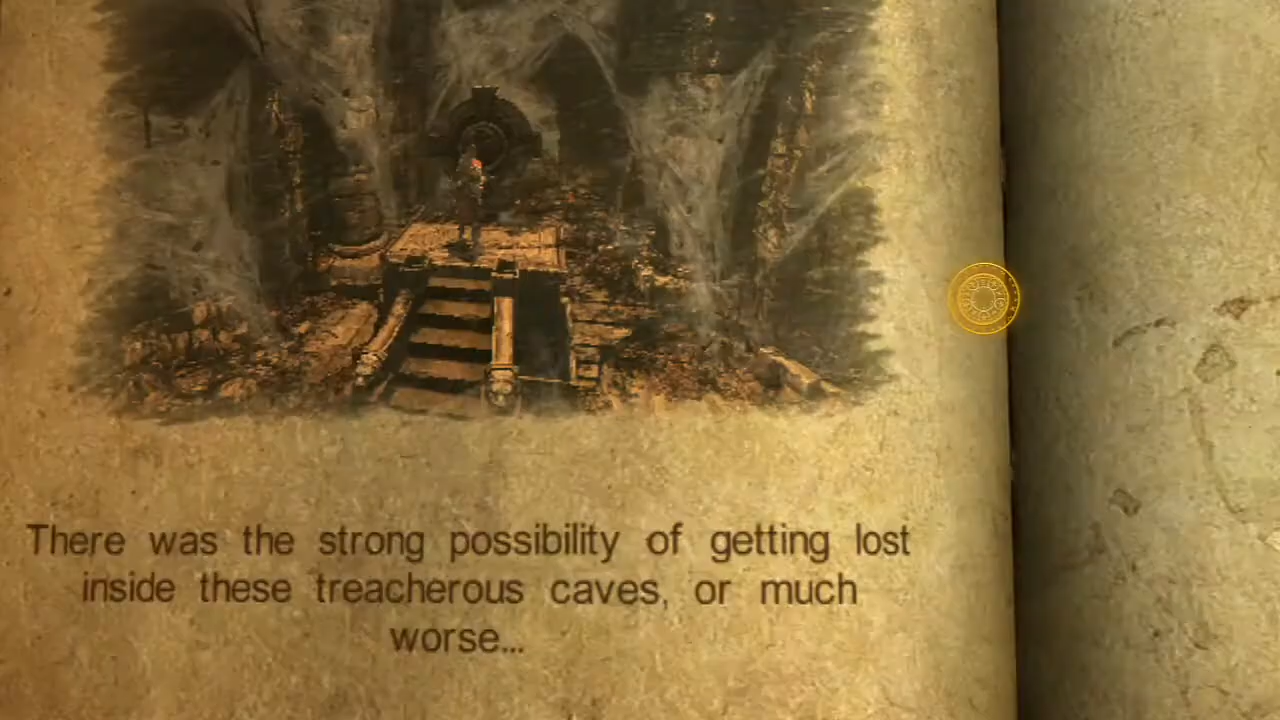 There was the strong possibility of getting lost
inside these treacherous caves, or much
worse...